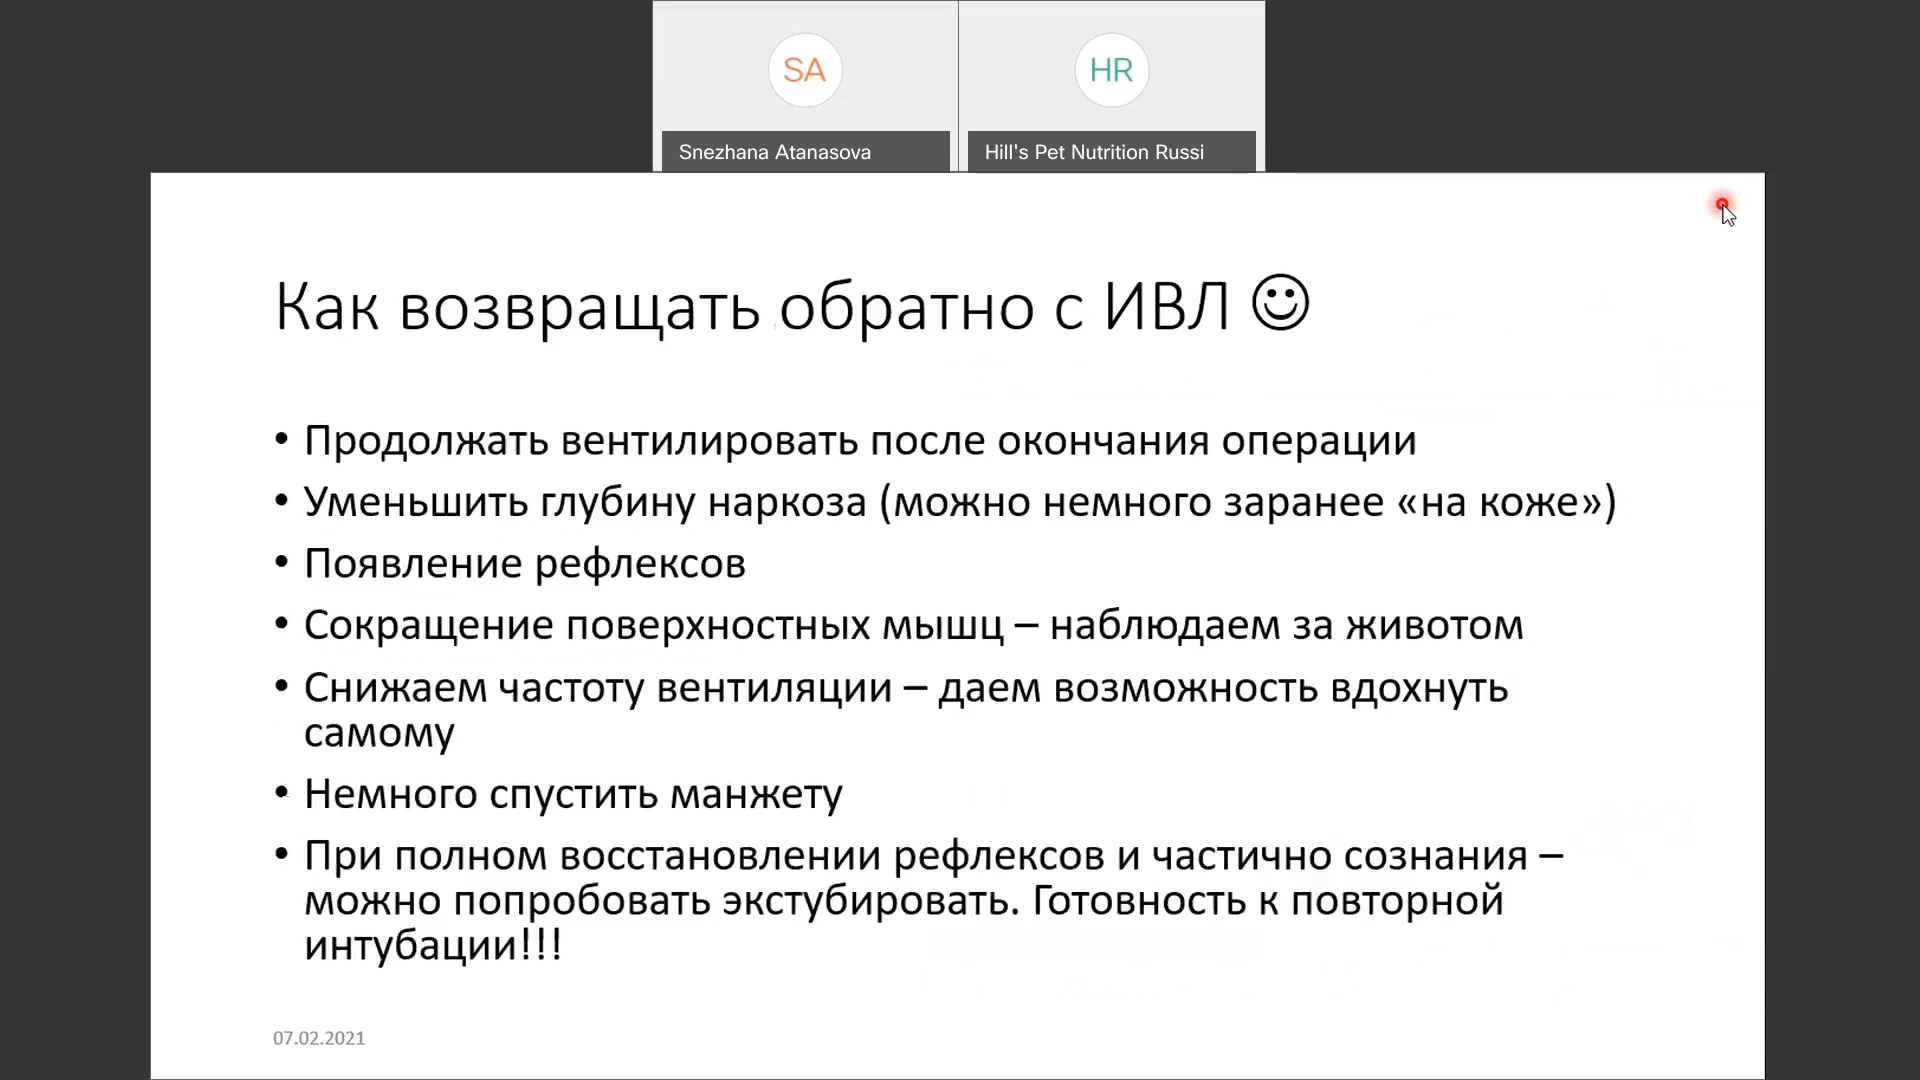 SA
HR
Snezhana Atanasova
Hill's Pet Nutrition Russi
Как возвращать обратно с ИВЛ ☺
• Продолжать вентилировать после окончания операции
• Уменьшить глубину наркоза (можно немного заранее «на коже»)
• Появление рефлексов
• Сокращение поверхностных мышц – наблюдаем за животом
• Снижаем частоту вентиляции – даем возможность вдохнуть
самому
• Немного спустить манжету
• При полном восстановлении рефлексов и частично сознания –
можно попробовать экстубировать. Готовность к повторной
интубации!!!
07.02.2021